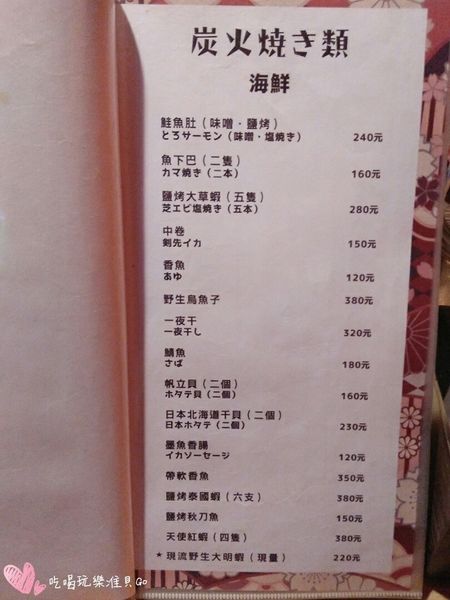 炭火焼き類
海鮮
鮭魚肚（味噌・鹽烤）
とろサーモン（味噌・塩焼き） 240元
魚下巴（二隻）
カマ焼き（二本） 160元
鹽烤大草蝦（五隻）
芝エビ塩焼き（五本） 280元
中卷
剣先イカ 150元
香魚
あゆ 120元
野生烏魚子 380元
一夜干
一夜干し 320元
鯖魚
さば 180元
帆立貝（二個）
ホタテ貝（二個） 160元
日本北海道干貝（二個）
日本ホタテ（二個） 230元
墨魚香腸
イカソーセージ 120元
帶軟香魚 350元
鹽烤泰國蝦（六支） 380元
鹽烤秋刀魚 150元
天使紅蝦（四隻） 380元
★現流野生大明蝦（現量） 220元
吃喝玩樂准貝Go